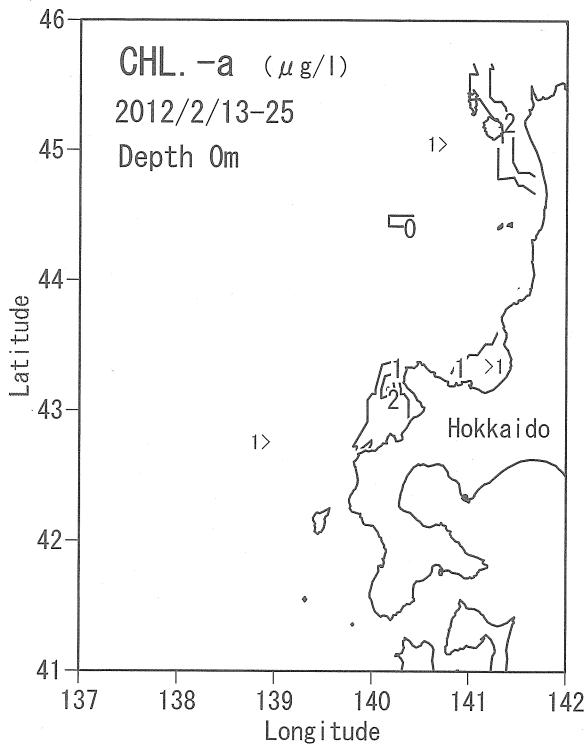 46
CHL. -a (μg/l)
2012/2/13-25
2
45
1>
Depth 0m
0
44
Latitude
1
1
>1
2
43
Hokkaido
1>
42
41
137 138 139 140 141 142
Longitude